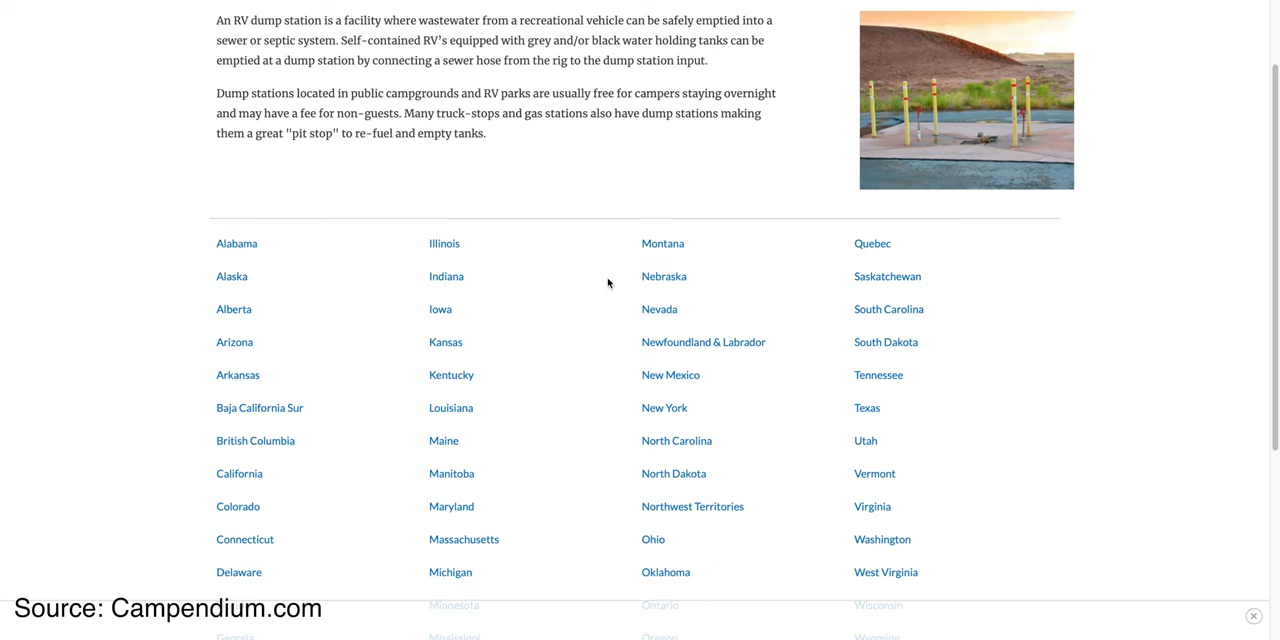 An RV dump station is a facility where wastewater from a recreational vehicle can be safely emptied into a
sewer or septic system. Self-contained RV's equipped with grey and/or black water holding tanks can be
emptied at a dump station by connecting a sewer hose from the rig to the dump station input.
Dump stations located in public campgrounds and RV parks are usually free for campers staying overnight
and may have a fee for non-guests. Many truck-stops and gas stations also have dump stations making
them a great "pit stop" to re-fuel and empty tanks.
Alabama
Alaska
Alberta
Arizona
Arkansas
Baja California Sur
British Columbia
California
Colorado
Connecticut
Delaware
Georgia
Illinois
Indiana
Iowa
Kansas
Kentucky
Louisiana
Maine
Manitoba
Maryland
Massachusetts
Michigan
Minnesota
Mississippi
Montana
Nebraska
Nevada
Newfoundland & Labrador
New Mexico
New York
North Carolina
North Dakota
Northwest Territories
Ohio
Oklahoma
Ontario
Oregon
Quebec
Saskatchewan
South Carolina
South Dakota
Tennessee
Texas
Utah
Vermont
Virginia
Washington
West Virginia
Wisconsin
Wyoming
Source: Campendium.com